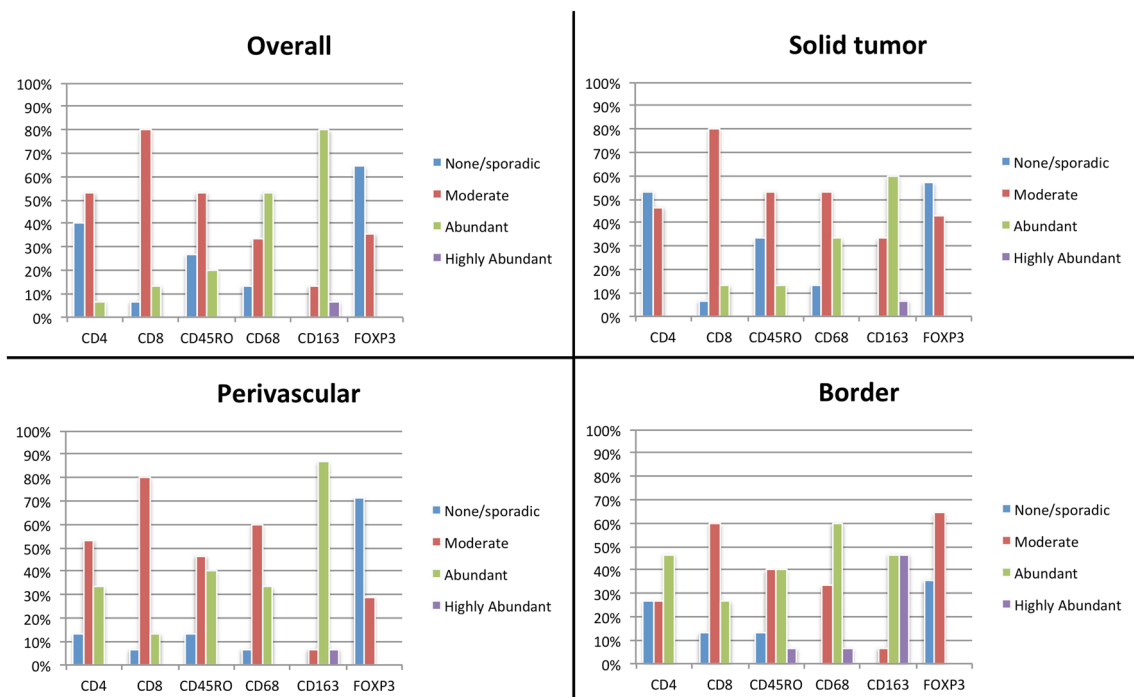 Overall
100%
90%
80%
70%
60%
50%
40%
30%
20%
10%
0%
CD4 CD8 CD45RO CD68 CD163 FOXP3
None/sporadic
Moderate
Abundant
Highly Abundant
Solid tumor
100%
90%
80%
70%
60%
50%
40%
30%
20%
10%
0%
CD4 CD8 CD45RO CD68 CD163 FOXP3
None/sporadic
Moderate
Abundant
Highly Abundant
Perivascular
100%
90%
80%
70%
60%
50%
40%
30%
20%
10%
0%
CD4 CD8 CD45RO CD68 CD163 FOXP3
None/sporadic
Moderate
Abundant
Highly Abundant
Border
100%
90%
80%
70%
60%
50%
40%
30%
20%
10%
0%
CD4 CD8 CD45RO CD68 CD163 FOXP3
None/sporadic
Moderate
Abundant
Highly Abundant